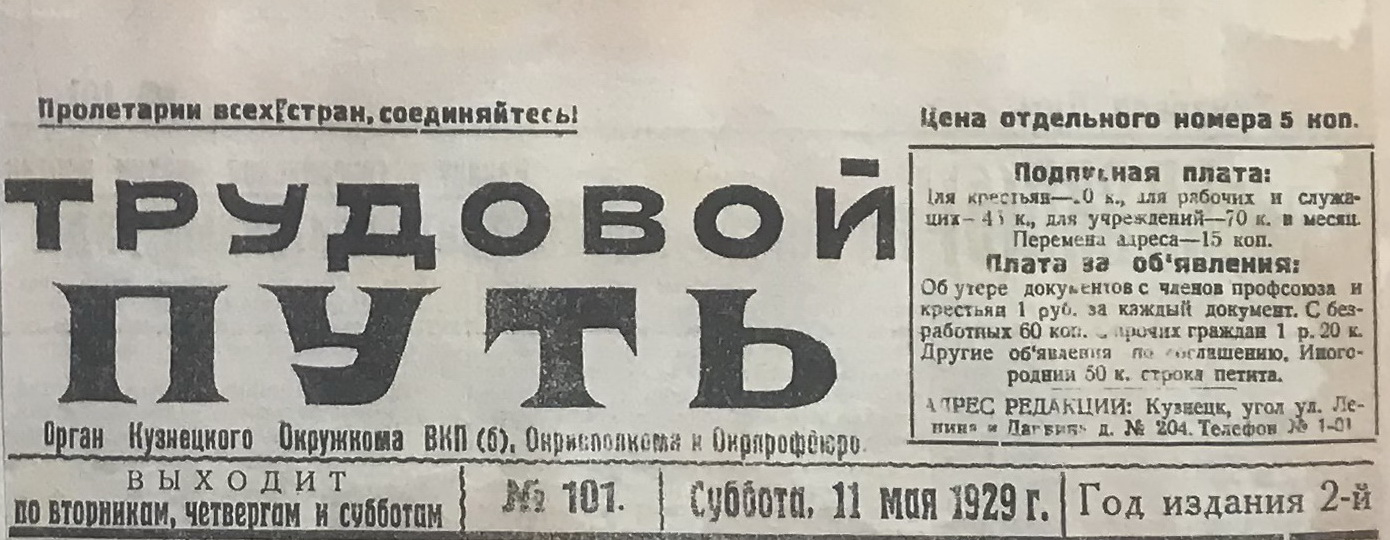 Пролетарии всех стран, соединяйтесь!
Цена отдельного номера 5 коп.
ТРУДОВОЙ
ПУТЬ
Подписная плата:
Для крестьян— к., для рабочих и служа-
щих— к., для учреждений—70 к. в месяц.
Перемена адреса—15 коп.
Плата за об'явления:
Об утере документов с членов профсоюза и
крестьян 1 руб. за каждый документ. С без-
работных 60 коп. прочих граждан 1 р. 20 к.
Другие об'явления по соглашению. Иного-
родний 50 к. строка петита.
АДРЕС РЕДАКЦИИ: Кузнецк, угол ул. Ле-
нина и д. № 204. Телефон № 1-01
Орган Кузнецкого Окружкома ВКП (б), Окрисполкома и Окрпрофбюро.
ВЫХОДИТ
по вторникам, четвергам и субботам
№ 101.
Суббота, 11 мая 1929 г.
Год издания 2-й